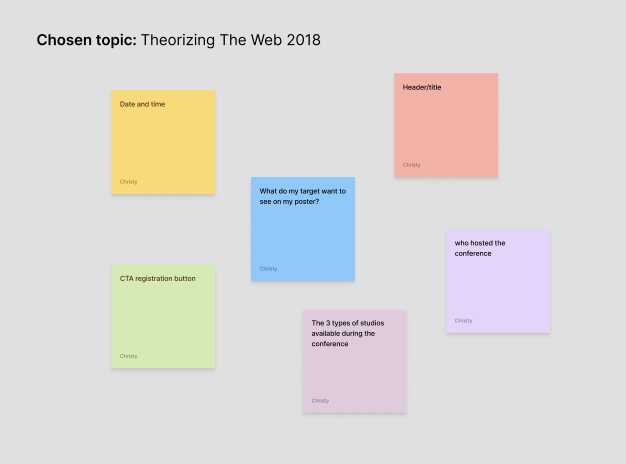 Chosen topic: Theorizing The Web 2018
Header/title
Christy
Date and time
Christy
What do my target want to
see on my poster?
Christy
who hosted the
conference
Christy
CTA registration button
Christy
The 3 types of studios
available during the
conference
Christy